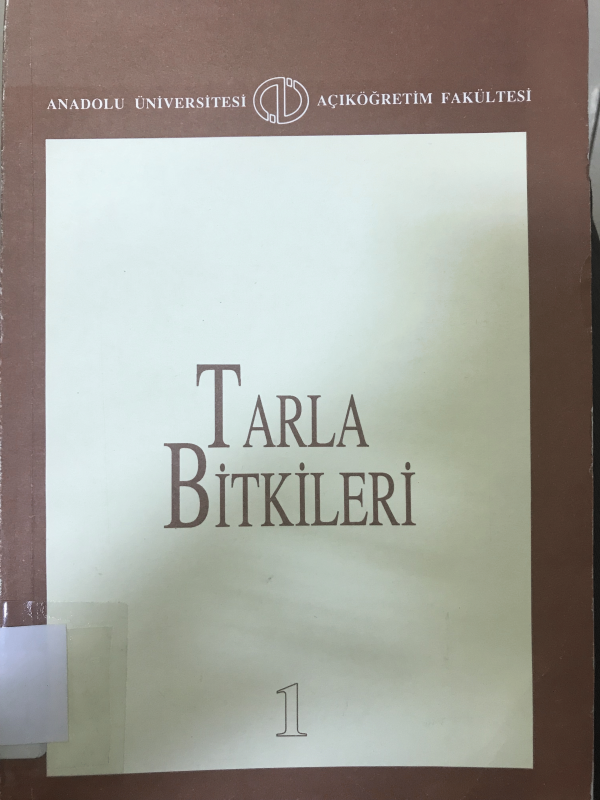 ANADOLU ÜNİVERSİTESİ AÇIKÖĞRETİM FAKÜLTESİ
TARLA
BİTKİLERİ
1